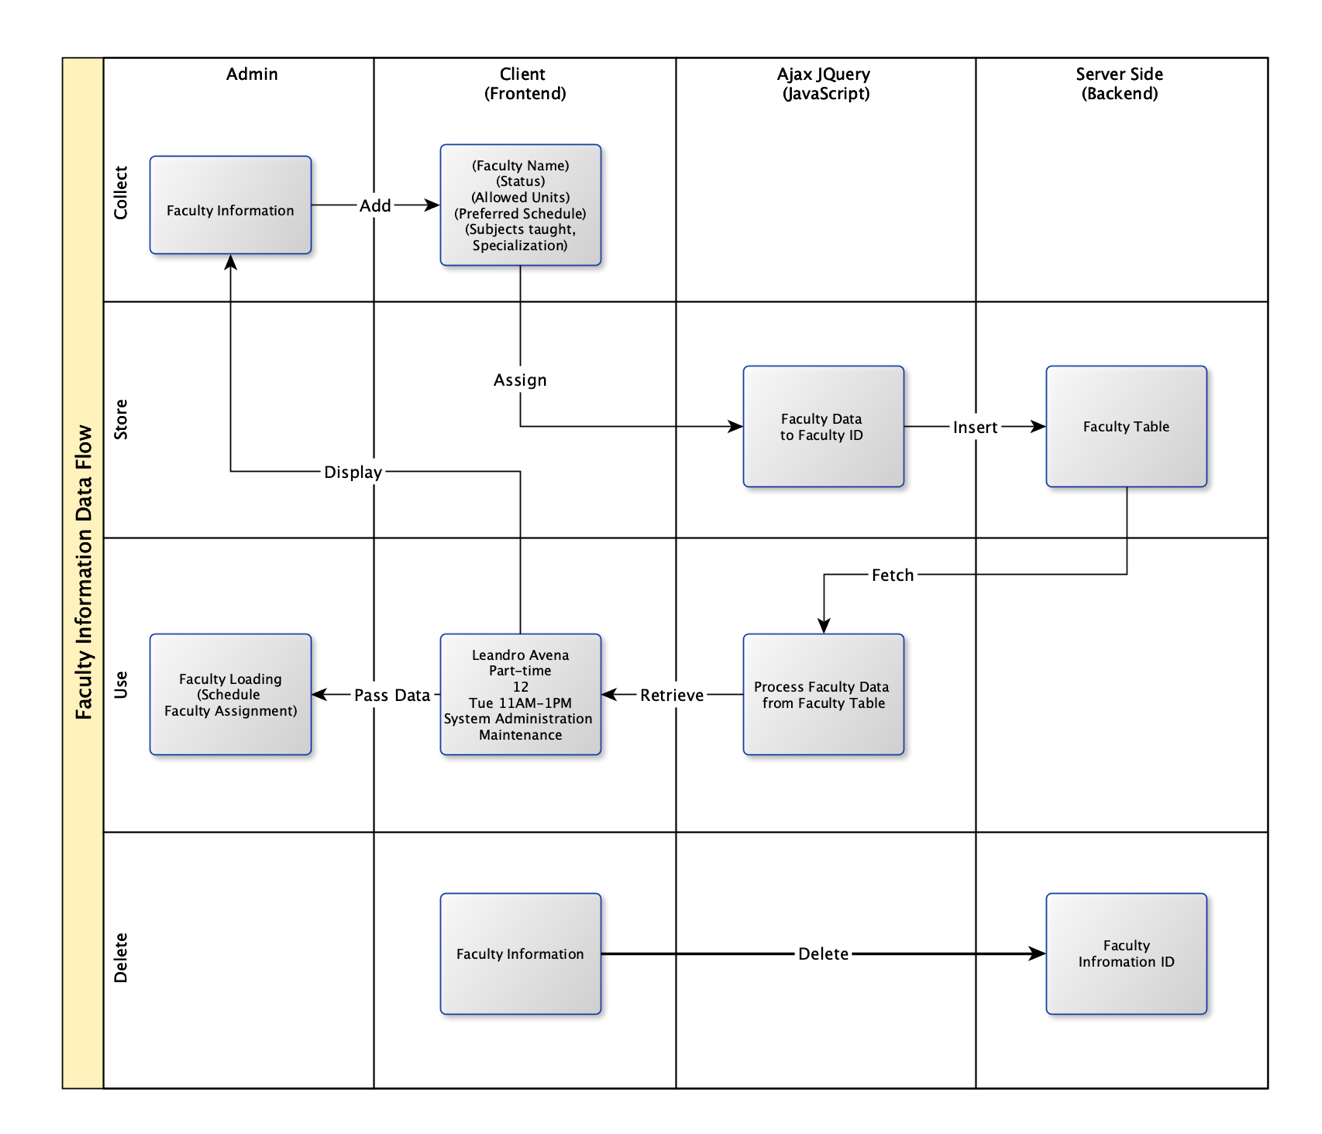 Faculty Information Data Flow
Admin
Client
(Frontend)
Ajax JQuery
(JavaScript)
Server Side
(Backend)
Collect
Faculty Information
Add
(Faculty Name)
(Status)
(Allowed Units)
(Preferred Schedule)
(Subjects taught,
Specialization)
Store
Assign
Faculty Data
to Faculty ID
Insert
Faculty Table
Display
Use
Fetch
Faculty Loading
(Schedule
Faculty Assignment)
Pass Data
Leandro Avena
Part-time
12
Tue 11AM-1PM
System Administration
Maintenance
Retrieve
Process Faculty Data
from Faculty Table
Delete
Faculty Information
Delete
Faculty
Infromation ID